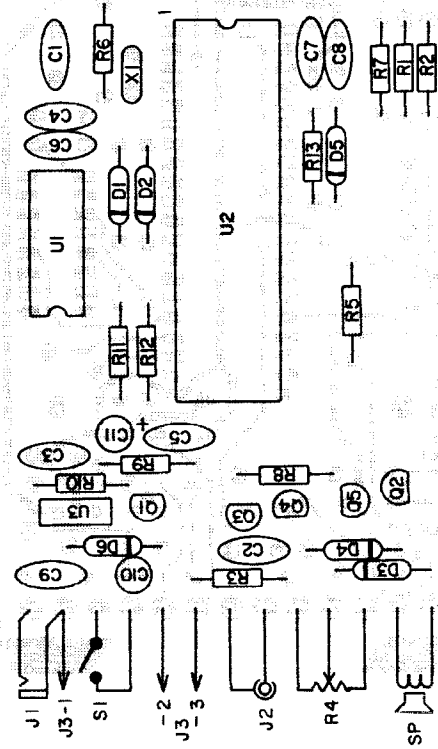 1
C1
R6
X1
C7
C8
R7
R1
R2
C4
C6
R13
D5
U1
D1
D2
U2
R11
R12
R5
C3
C11
+
C5
R9
R10
R8
U3
Q1
Q3
Q4
Q5
Q2
D6
C2
D4
C9
C10
R3
D3
J1
J3-1
S1
-2
J3
-3
J2
R4
SP